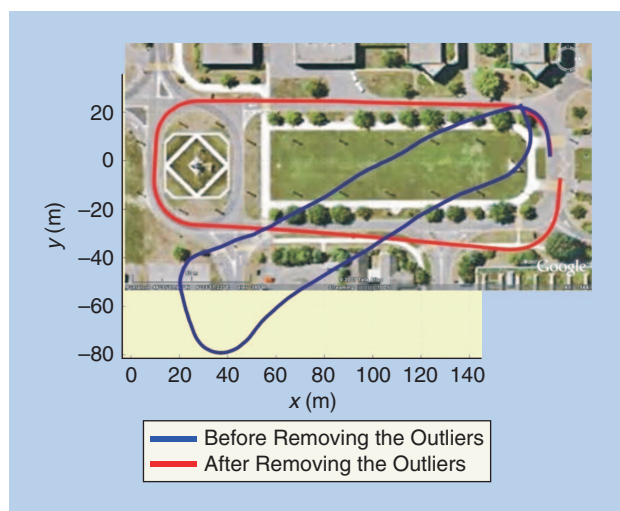 Google
20
0
−20
−40
−60
−80
y (m)
0 20 40 60 80 100 120 140
x (m)
Before Removing the Outliers
After Removing the Outliers